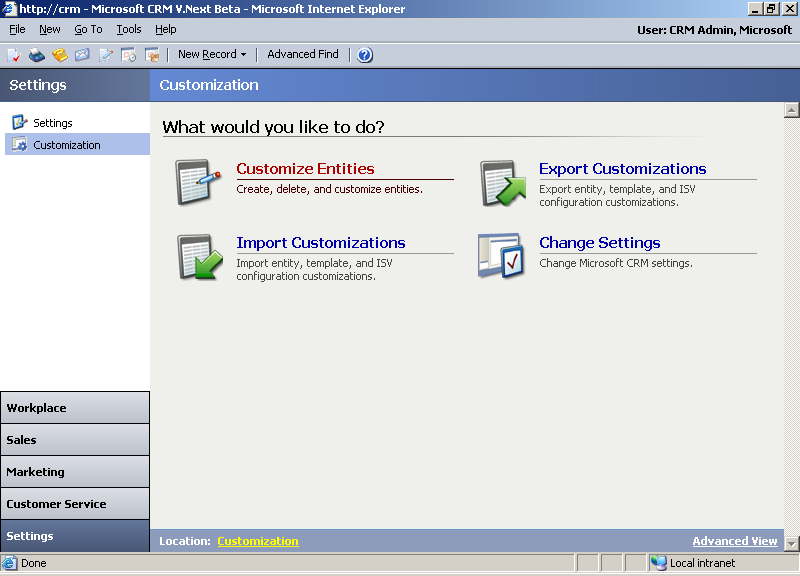 http://crm - Microsoft CRM V.Next Beta - Microsoft Internet Explorer
File New Go To Tools Help
User: CRM Admin, Microsoft
New Record Advanced Find
Settings
Customization
Settings
Customization
What would you like to do?
Customize Entities
Create, delete, and customize entities.
Export Customizations
Export entity, template, and ISV
configuration customizations.
Import Customizations
Import entity, template, and ISV
configuration customizations.
Change Settings
Change Microsoft CRM settings.
Workplace
Sales
Marketing
Customer Service
Settings
Location: Customization
Advanced View
Done
Local intranet